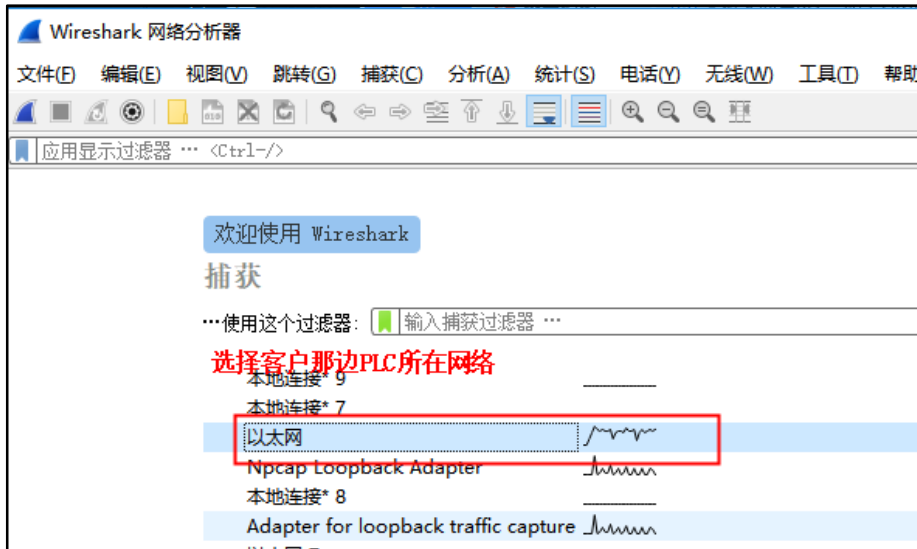 Wireshark 网络分析器
文件(F) 编辑(E) 视图(V) 跳转(G) 捕获(C) 分析(A) 统计(S) 电话(Y) 无线(W) 工具(T) 帮助
应用显示过滤器 … <Ctrl-/>
欢迎使用 Wireshark
捕获
…使用这个过滤器: 输入捕获过滤器 …
选择客户那边PLC所在网络
本地连接* 9
本地连接* 7
以太网
Npcap Loopback Adapter
本地连接* 8
Adapter for loopback traffic capture